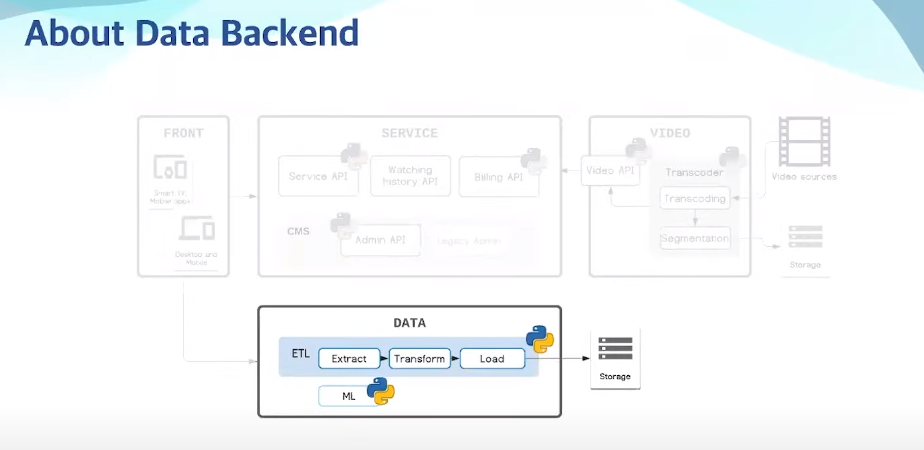 About Data Backend
FRONT
Smart TV,
Mobile apps
Desktop and
Mobile
SERVICE
Service API
Watching
history API
Billing API
CMS
Admin API
Legacy Admin
VIDEO
Video API
Transcoder
Transcoding
Segmentation
Video sources
Storage
DATA
ETL
Extract
Transform
Load
ML
Storage